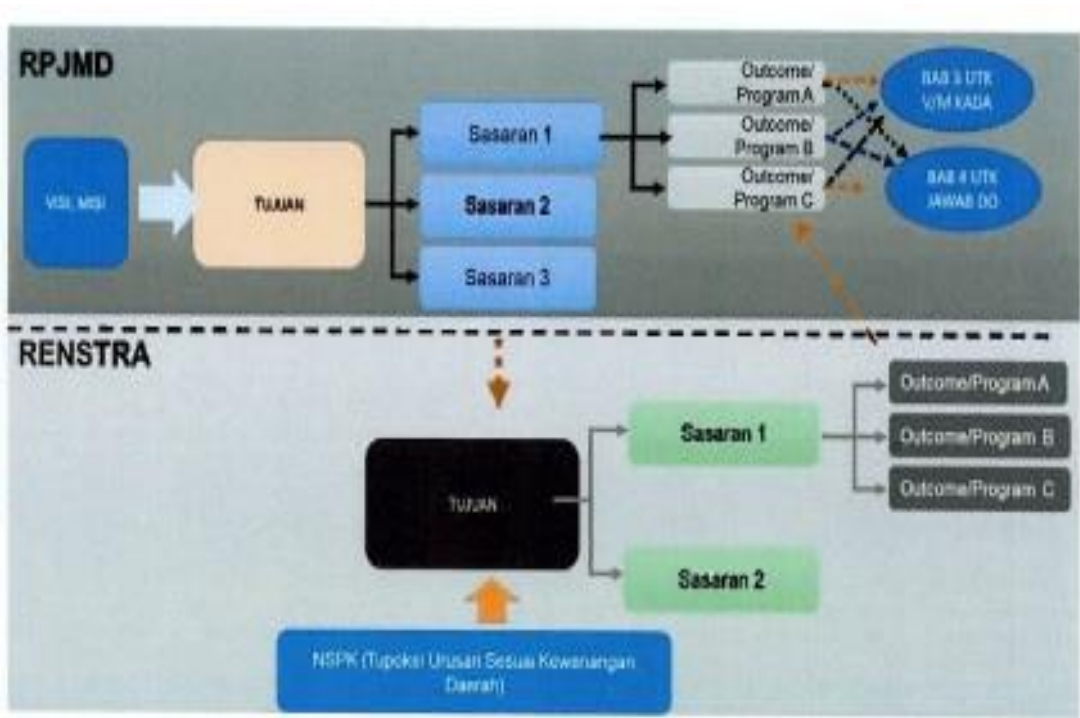 RPJMD
VISI, MISI
TUJUAN
Sasaran 1
Sasaran 2
Sasaran 3
Outcome/
Program A
Outcome/
Program B
Outcome/
Program C
BAB 3 UTK
V/M KADA
BAB 4 UTK
JAWAB DO
RENSTRA
TUJUAN
Sasaran 1
Sasaran 2
Outcome/Program A
Outcome/Program B
Outcome/Program C
NSPK (Tupoksi Urusan Sesuai Kewenangan
Daerah)